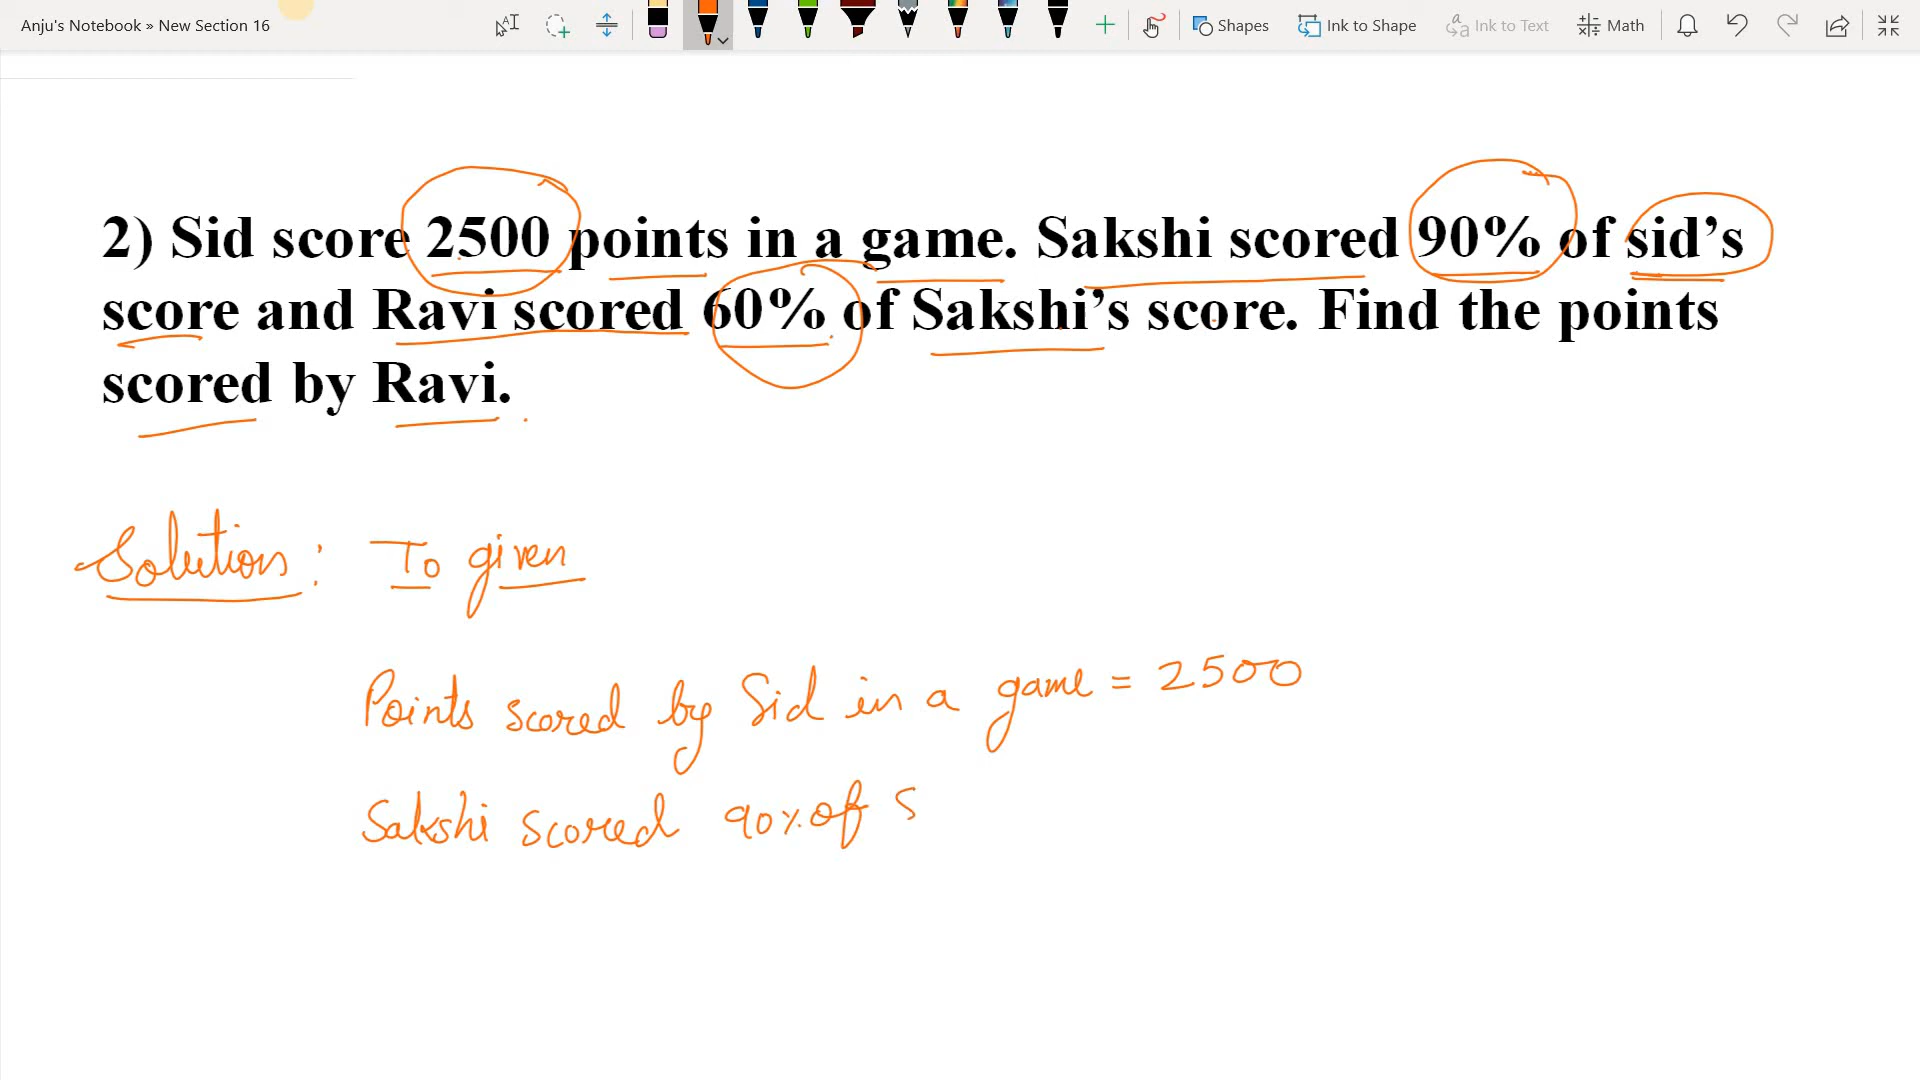 Anju's Notebook » New Section 16
Shapes Ink to Shape Ink to Text Math
2) Sid score 2500 points in a game. Sakshi scored 90% of sid’s
score and Ravi scored 60% of Sakshi’s score. Find the points
scored by Ravi.
Solution: To given
Points scored by Sid in a game = 2500
Sakshi scored 90% of S